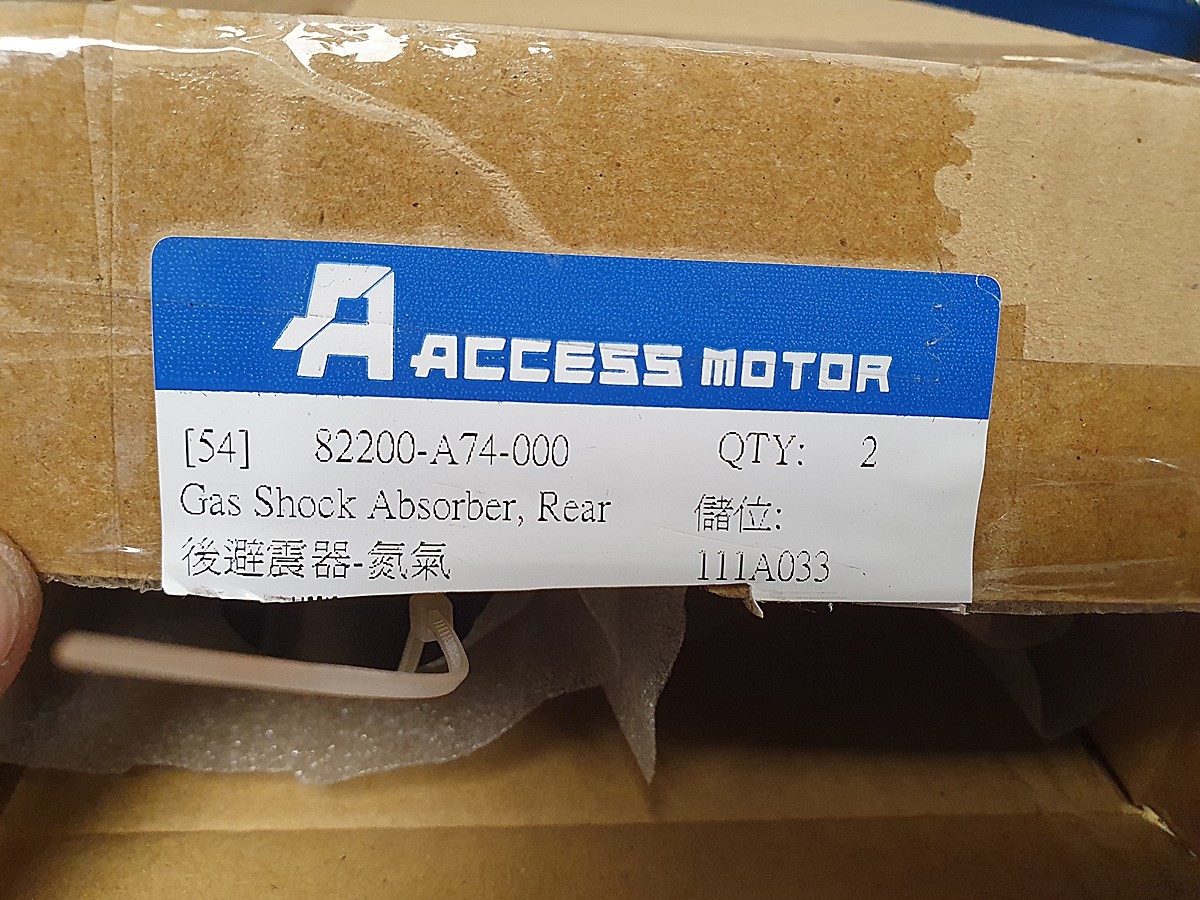 A ACCESS MOTOR
[54] 82200-A74-000 QTY: 2
Gas Shock Absorber, Rear 儲位:
後避震器-氮氣 111A033